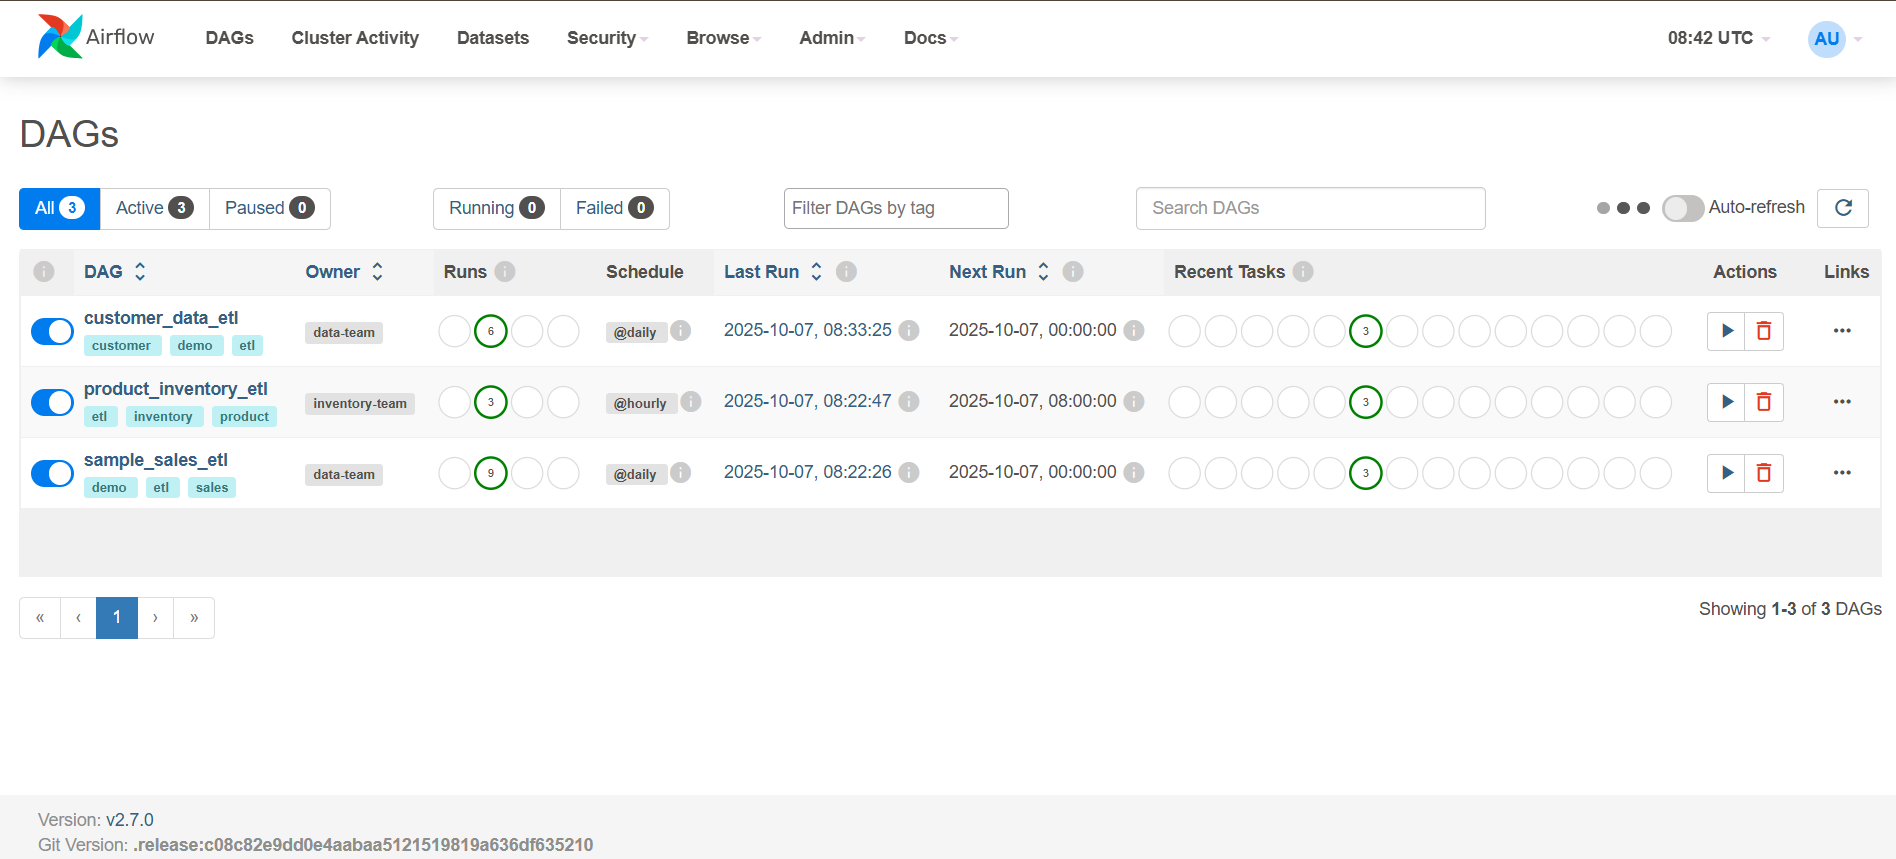 Airflow DAGs Cluster Activity Datasets Security Browse Admin Docs 08:42 UTC AU
DAGs
All 3 Active 3 Paused 0 Running 0 Failed 0 Filter DAGs by tag Search DAGs Auto-refresh
i DAG Owner Runs i Schedule Last Run i Next Run i Recent Tasks i Actions Links
customer_data_etl
data-team 6 @daily i 2025-10-07, 08:33:25 i 2025-10-07, 00:00:00 i 3
customer demo etl
product_inventory_etl
inventory-team 3 @hourly i 2025-10-07, 08:22:47 i 2025-10-07, 08:00:00 i 3
etl inventory product
sample_sales_etl
data-team 9 @daily i 2025-10-07, 08:22:26 i 2025-10-07, 00:00:00 i 3
demo etl sales
« ‹ 1 › » Showing 1-3 of 3 DAGs
Version: v2.7.0
Git Version: .release:c08c82e9dd0e4aabaa5121519819a636df635210